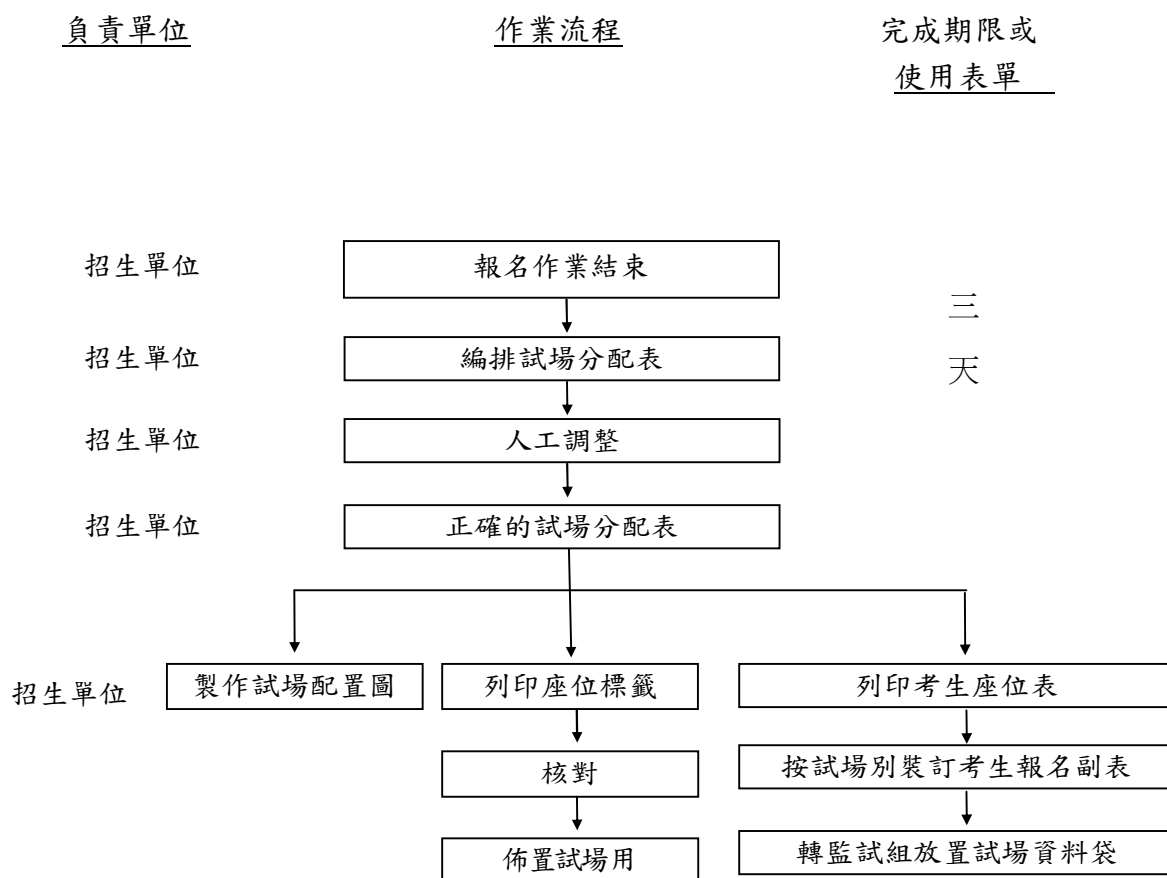 負責單位
作業流程
完成期限或
使用表單
招生單位
報名作業結束
三
天
招生單位
編排試場分配表
招生單位
人工調整
招生單位
正確的試場分配表
招生單位
製作試場配置圖
列印座位標籤
列印考生座位表
核對
按試場別裝訂考生報名副表
佈置試場用
轉監試組放置試場資料袋